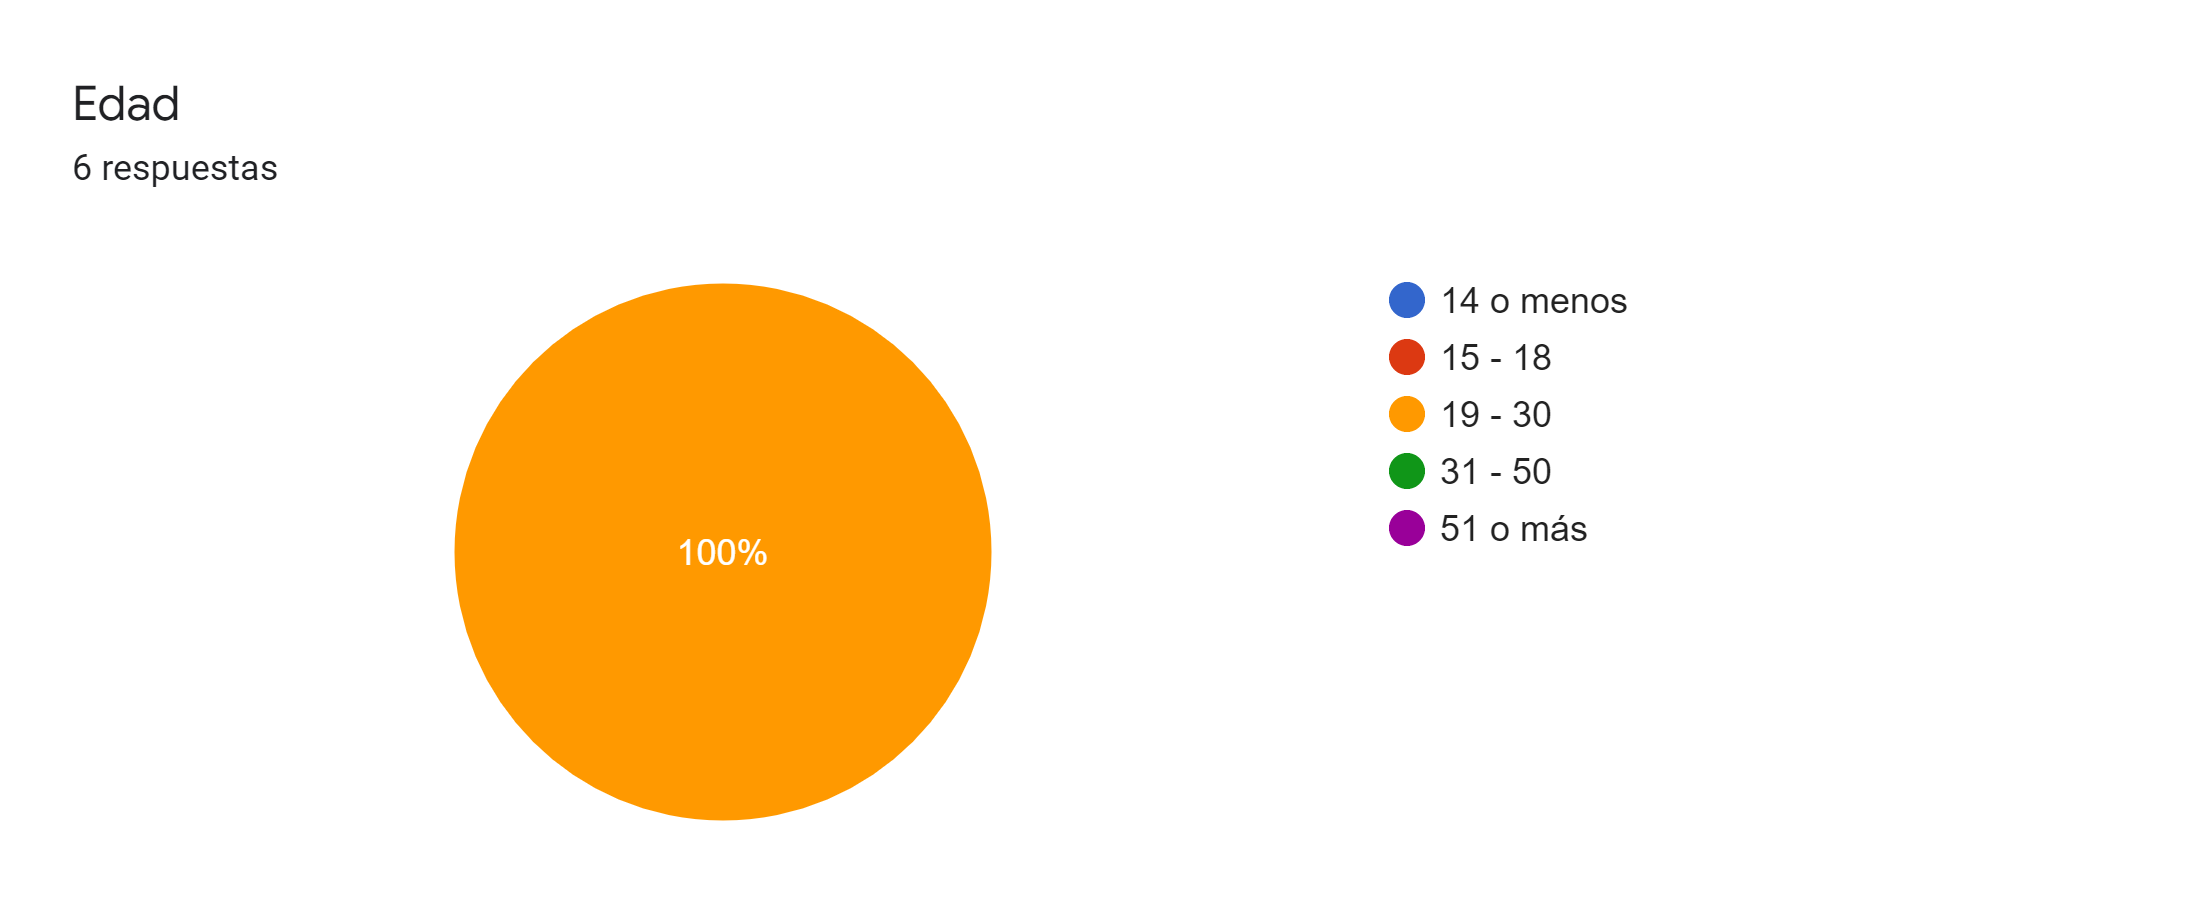 Edad
6 respuestas
100%
14 o menos
15 - 18
19 - 30
31 - 50
51 o más